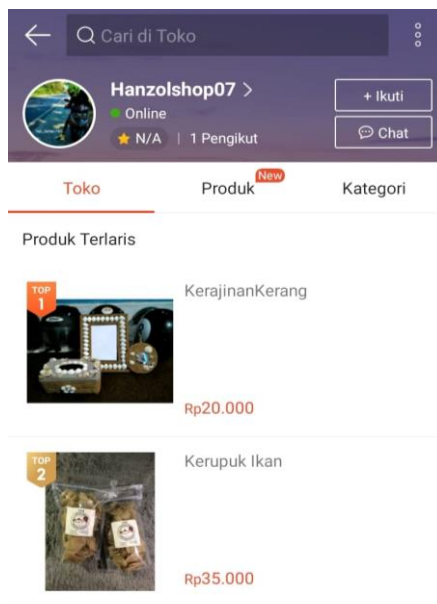 Cari di Toko
Hanzolshop07 >
Online
N/A | 1 Pengikut
+ Ikuti
Chat
Toko
Produk
New
Kategori
Produk Terlaris
TOP
1
KerajinanKerang
Rp20.000
TOP
2
Kerupuk Ikan
Rp35.000